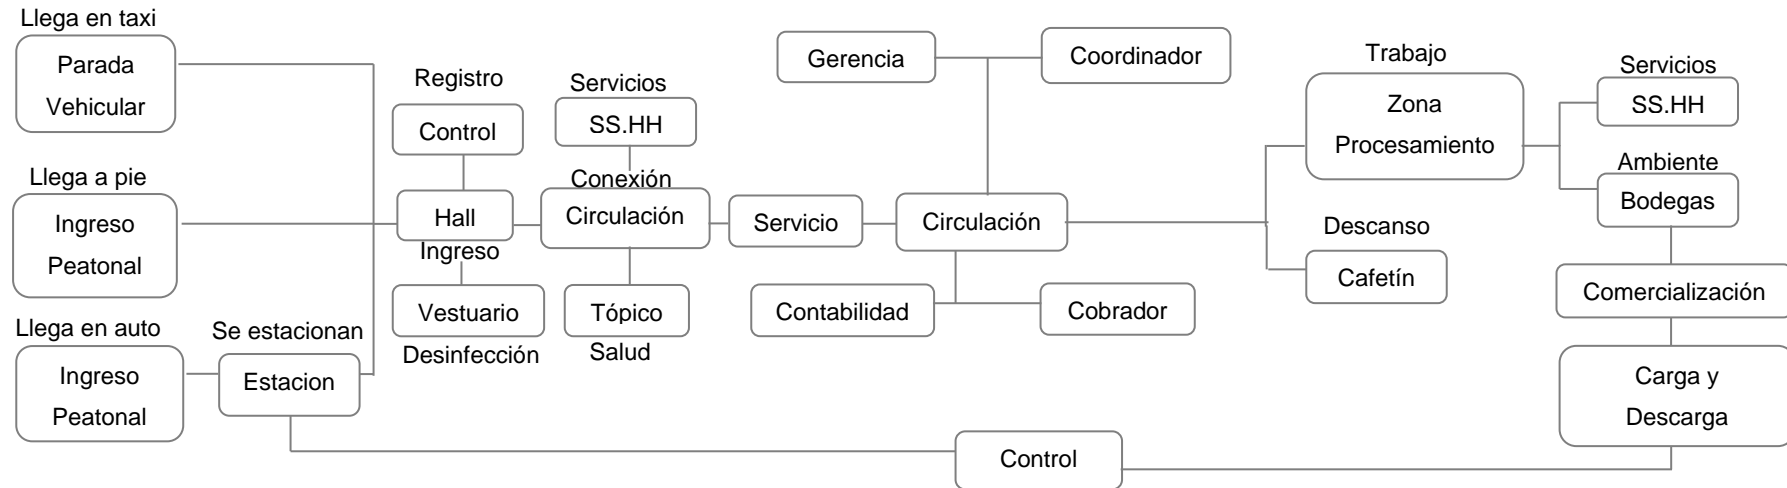 Llega en taxi
Parada
Vehicular
Llega a pie
Ingreso
Peatonal
Llega en auto
Ingreso
Peatonal
Se estacionan
Estacion
Registro
Control
Hall
Ingreso
Vestuario
Desinfección
Servicios
SS.HH
Conexión
Circulación
Tópico
Salud
Servicio
Gerencia
Coordinador
Circulación
Contabilidad
Cobrador
Control
Trabajo
Zona
Procesamiento
Descanso
Cafetín
Servicios
SS.HH
Ambiente
Bodegas
Comercialización
Carga y
Descarga